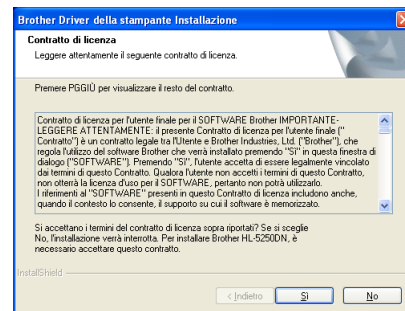 Brother Driver della stampante Installazione
Contratto di licenza
Leggere attentamente il seguente contratto di licenza.
Premere PGGIÙ per visualizzare il resto del contratto.
Contratto di licenza per l'utente finale per il SOFTWARE Brother IMPORTANTE-
LEGGERE ATTENTAMENTE: il presente Contratto di licenza per l'utente finale ("
Contratto") è un contratto legale tra l'Utente e Brother Industries, Ltd. ("Brother"), che
regola l'utilizzo del software Brother che verrà installato premendo "Sì" in questa finestra di
dialogo ("SOFTWARE"). Premendo "Sì", l'utente accetta di essere legalmente vincolato
dai termini di questo Contratto. Qualora l'utente non accetti i termini di questo Contratto,
non otterrà la licenza d'uso per il SOFTWARE, pertanto non potrà utilizzarlo.
I riferimenti al "SOFTWARE" presenti in questo Contratto di licenza includono anche,
quando il contesto lo consente, il supporto su cui il software è memorizzato.
Si accettano i termini del contratto di licenza sopra riportati? Se si sceglie
No, l'installazione verrà interrotta. Per installare Brother HL-5250DN, è
necessario accettare questo contratto.
InstallShield
< Indietro Sì No